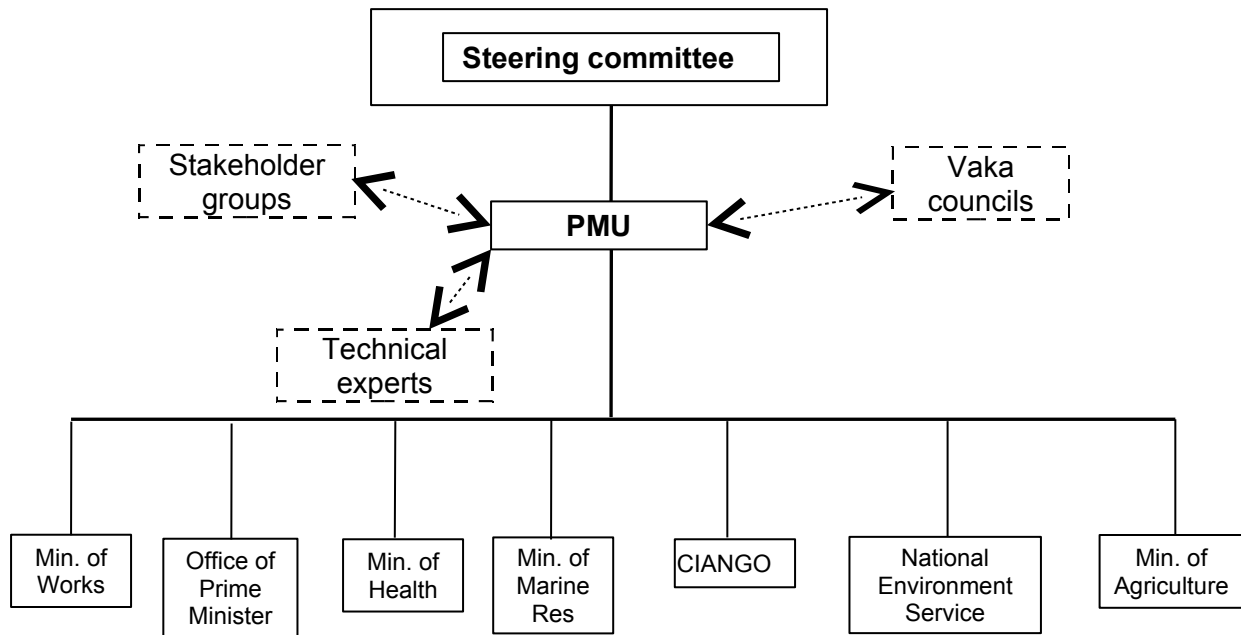 Steering committee
Stakeholder
groups
Vaka
councils
PMU
Technical
experts
Min. of
Works
Office of
Prime
Minister
Min. of
Health
Min. of
Marine
Res
CIANGO
National
Environment
Service
Min. of
Agriculture